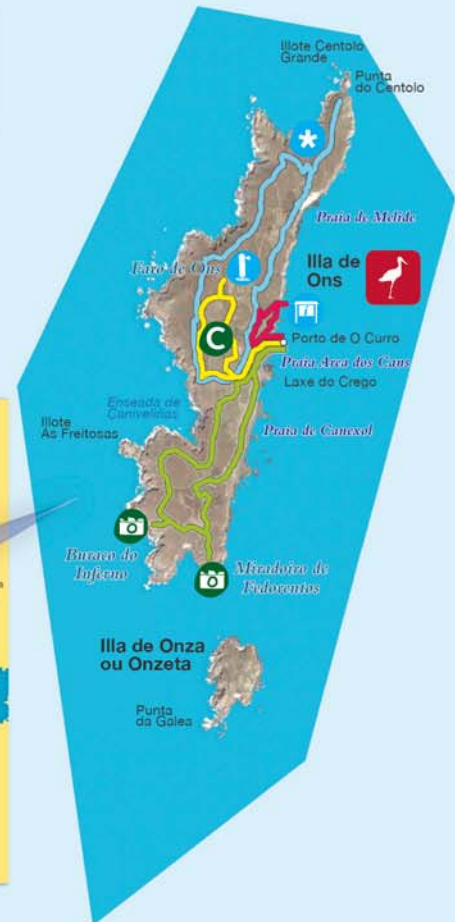 Illote Centolo
Grande
Punta
do Centolo
Praia de Melide
Illa de
Ons
Faro de Ons
C
Porto de O Curro
Praia Area dos Cans
Laxe do Crego
Enseada de
Caniveliñas
Praia de Canexol
Illote
As Freitosas
Buraco do
Inferno
Miradoiro de
Fedorentos
Illa de Onza
ou Onzeta
Punta
da Galea